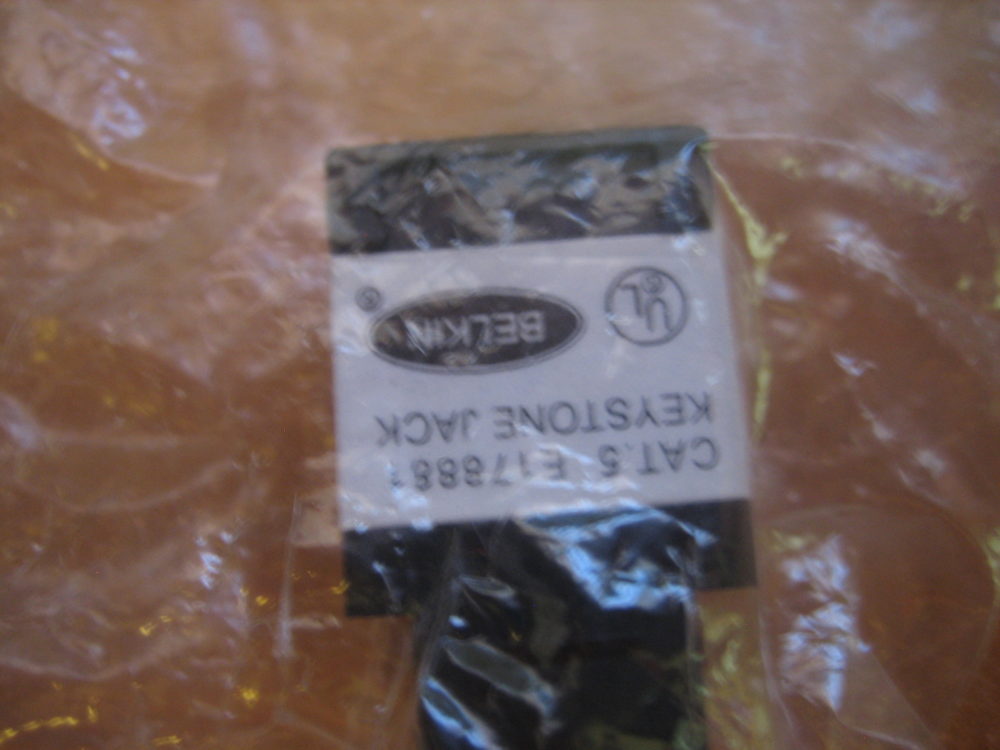 UL ®
BELKIN ®
KEYSTONE JACK
CAT.5 E178881